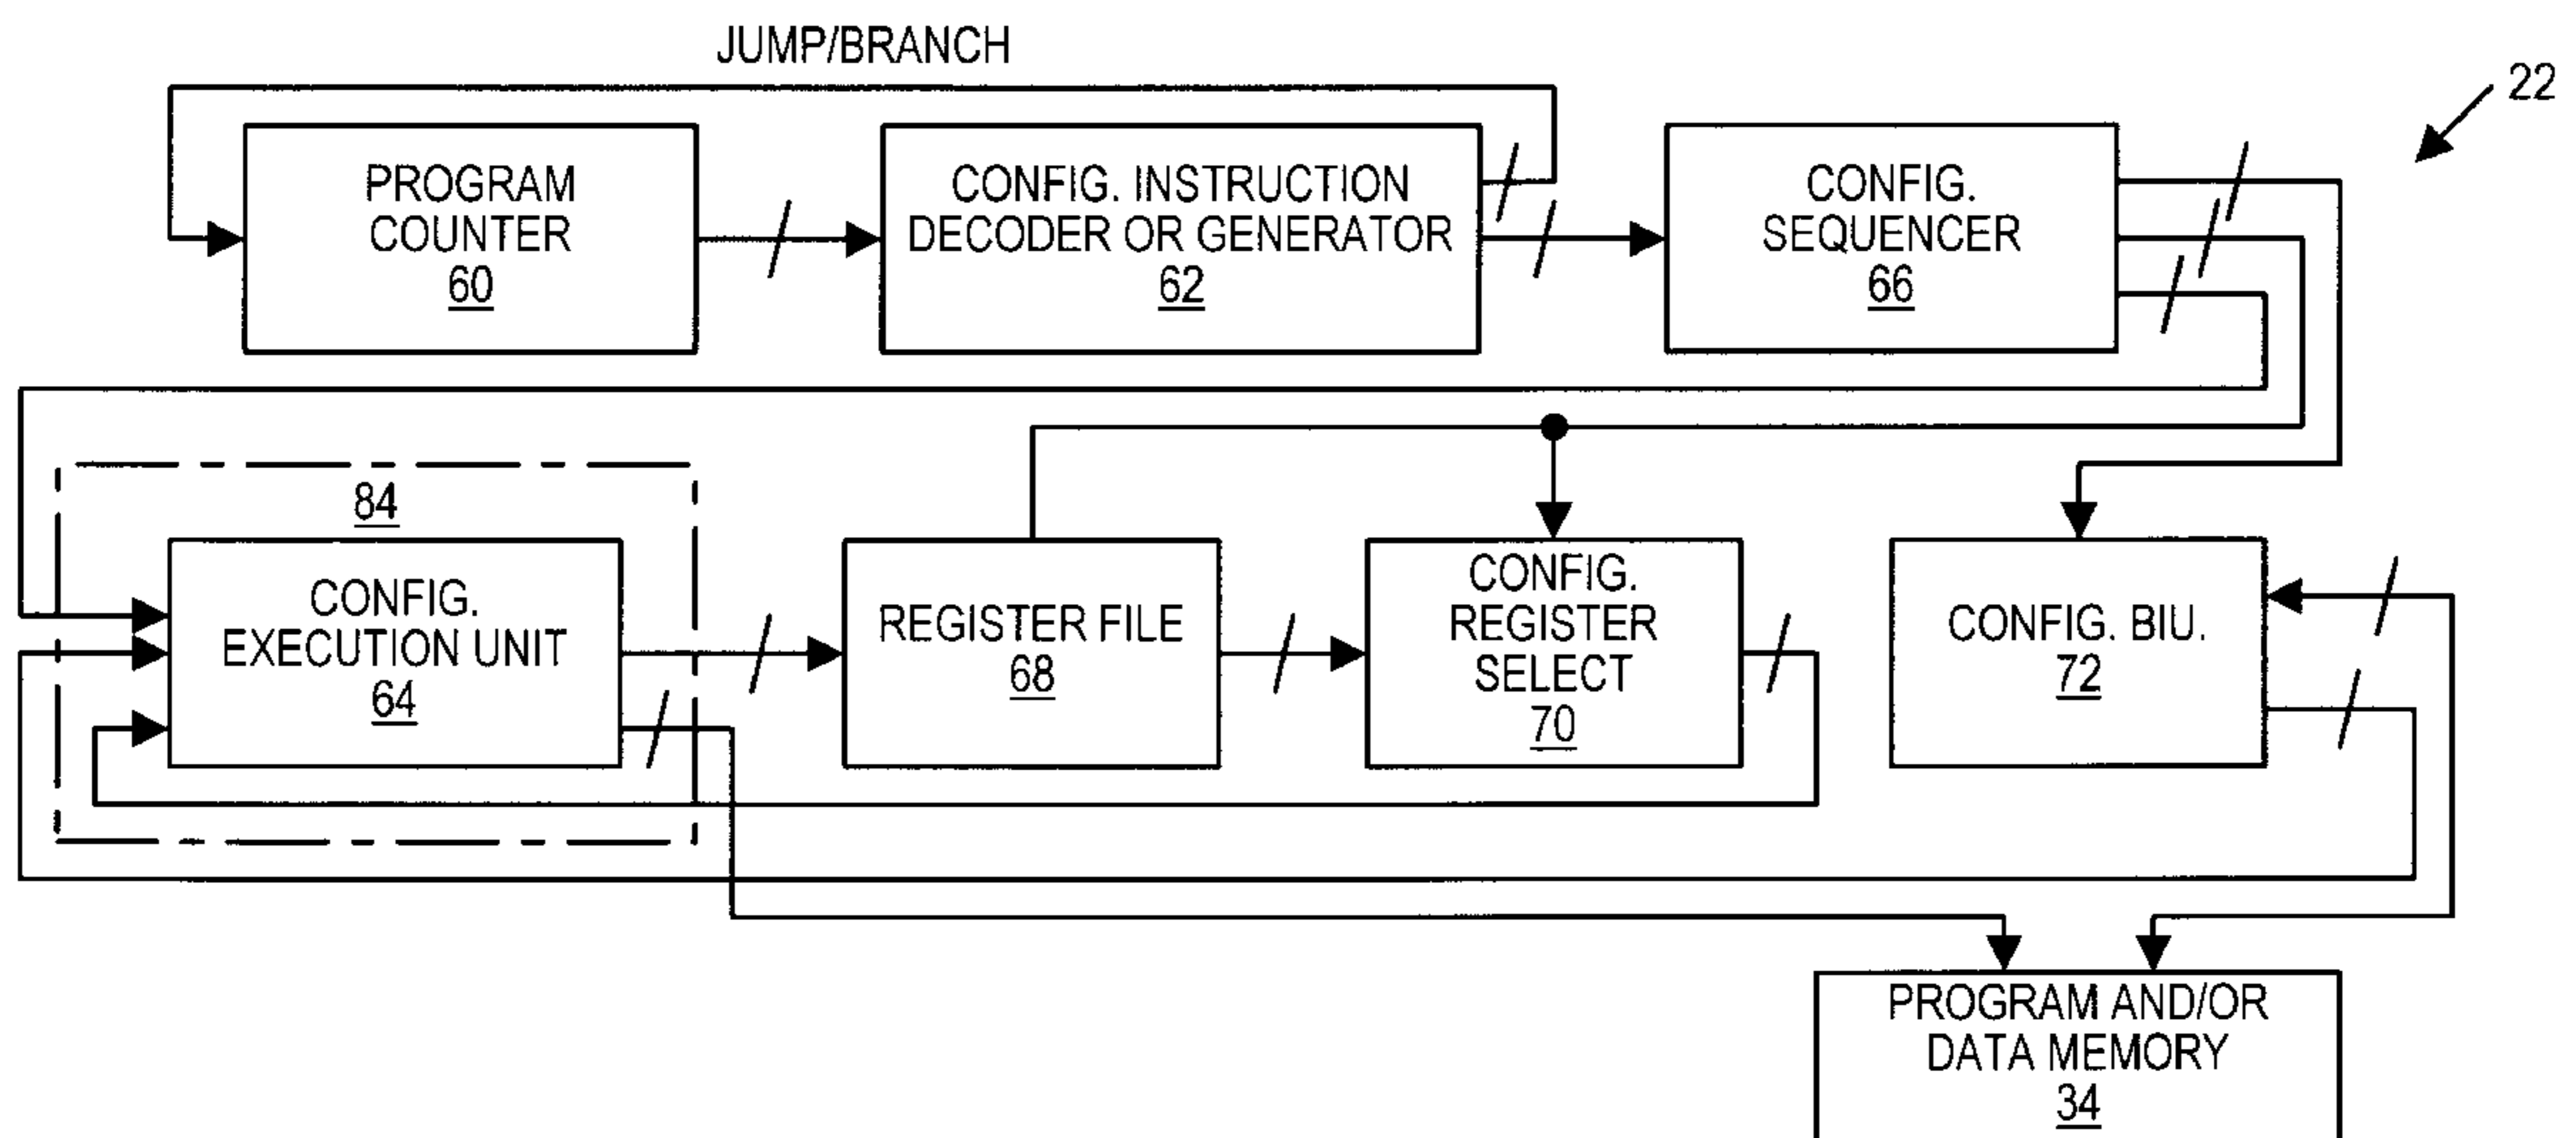 JUMP/BRANCH
22
PROGRAM
COUNTER
60
CONFIG. INSTRUCTION
DECODER OR GENERATOR
62
CONFIG.
SEQUENCER
66
84
CONFIG.
EXECUTION UNIT
64
REGISTER FILE
68
CONFIG.
REGISTER
SELECT
70
CONFIG. BIU.
72
PROGRAM AND/OR
DATA MEMORY
34